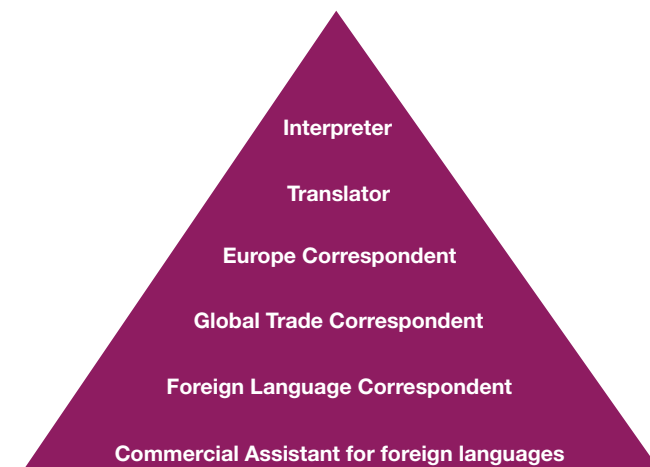 Interpreter
Translator
Europe Correspondent
Global Trade Correspondent
Foreign Language Correspondent
Commercial Assistant for foreign languages